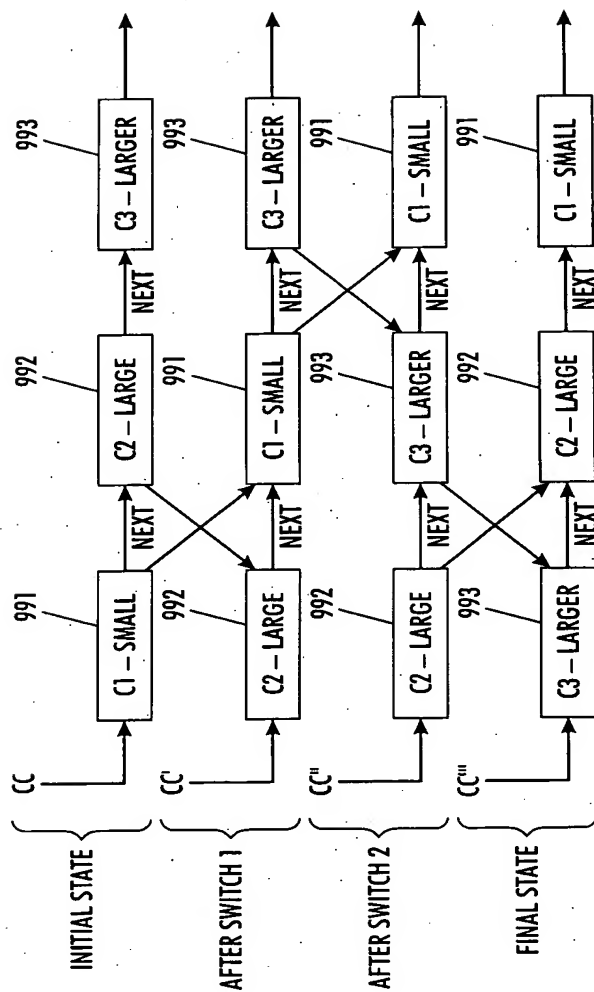 INITIAL STATE
CC
991
C1 – SMALL
NEXT
992
C2 – LARGE
NEXT
993
C3 – LARGER
AFTER SWITCH 1
CC'
992
C2 – LARGE
NEXT
991
C1 – SMALL
NEXT
993
C3 – LARGER
AFTER SWITCH 2
CC"
992
C2 – LARGE
NEXT
993
C3 – LARGER
NEXT
991
C1 – SMALL
FINAL STATE
CC'"
993
C3 – LARGER
NEXT
992
C2 – LARGE
NEXT
991
C1 – SMALL